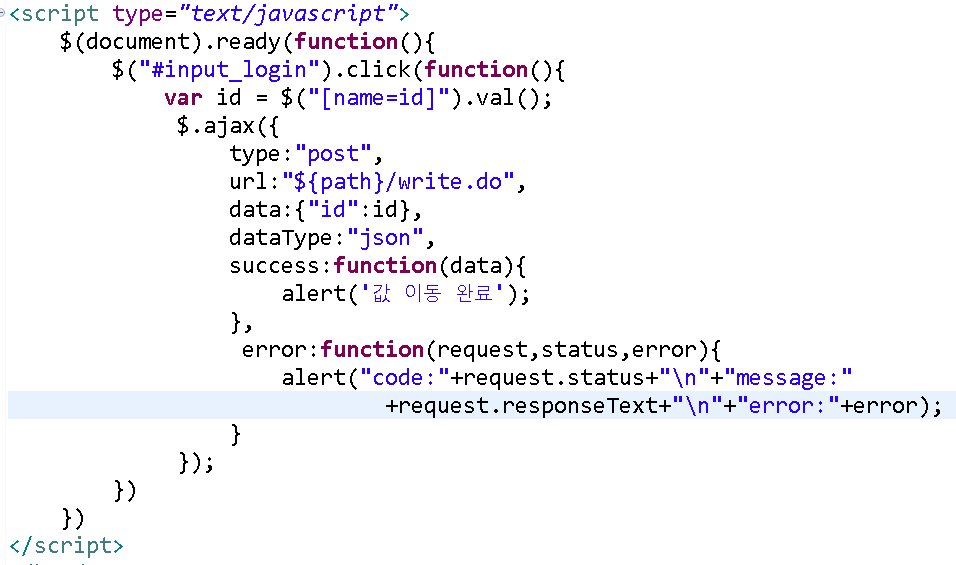 <script type="text/javascript">
$(document).ready(function(){
$("#input_login").click(function(){
var id = $("[name=id]").val();
$.ajax({
type:"post",
url:"${path}/write.do",
data:{"id":id},
dataType:"json",
success:function(data){
alert('값 이동 완료');
},
error:function(request,status,error){
alert("code:"+request.status+"\n"+"message:"
+request.responseText+"\n"+"error:"+error);
}
});
})
})
</script>